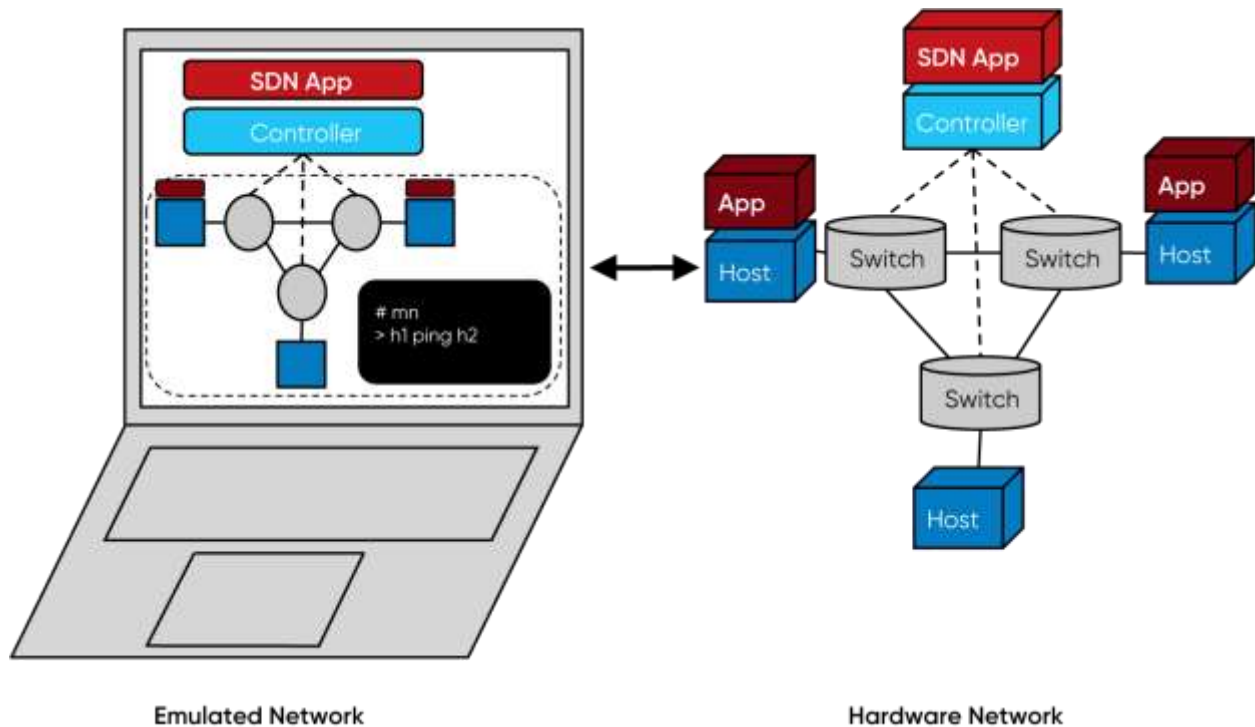 SDN App
Controller
# mn
> h1 ping h2
SDN App
Controller
App
Host
App
Host
Switch
Switch
Switch
Host
Emulated Network
Hardware Network